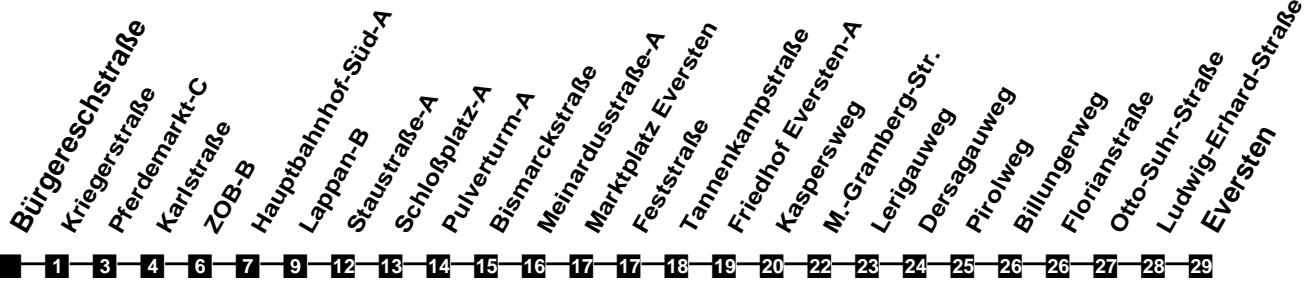 Bürgereschstraße
Kriegerstraße
Pferdemarkt-C
Karlstraße
ZOB-B
Hauptbahnhof-Süd-A
Lappan-B
Staustraße-A
Schloßplatz-A
Pulverturm-A
Bismarckstraße
Meinardusstraße-A
Marktplatz Eversten
Feststraße
Tannenkampstraße
Friedhof Eversten-A
Kaspersweg
M.-Gramberg-Str.
Lerigauweg
Dersagauweg
Pirolweg
Billungerweg
Florianstraße
Otto-Suhr-Straße
Ludwig-Erhard-Straße
Eversten
1 3 4 6 7 9 12 13 14 15 16 17 17 18 19 20 22 23 24 25 26 26 27 28 29